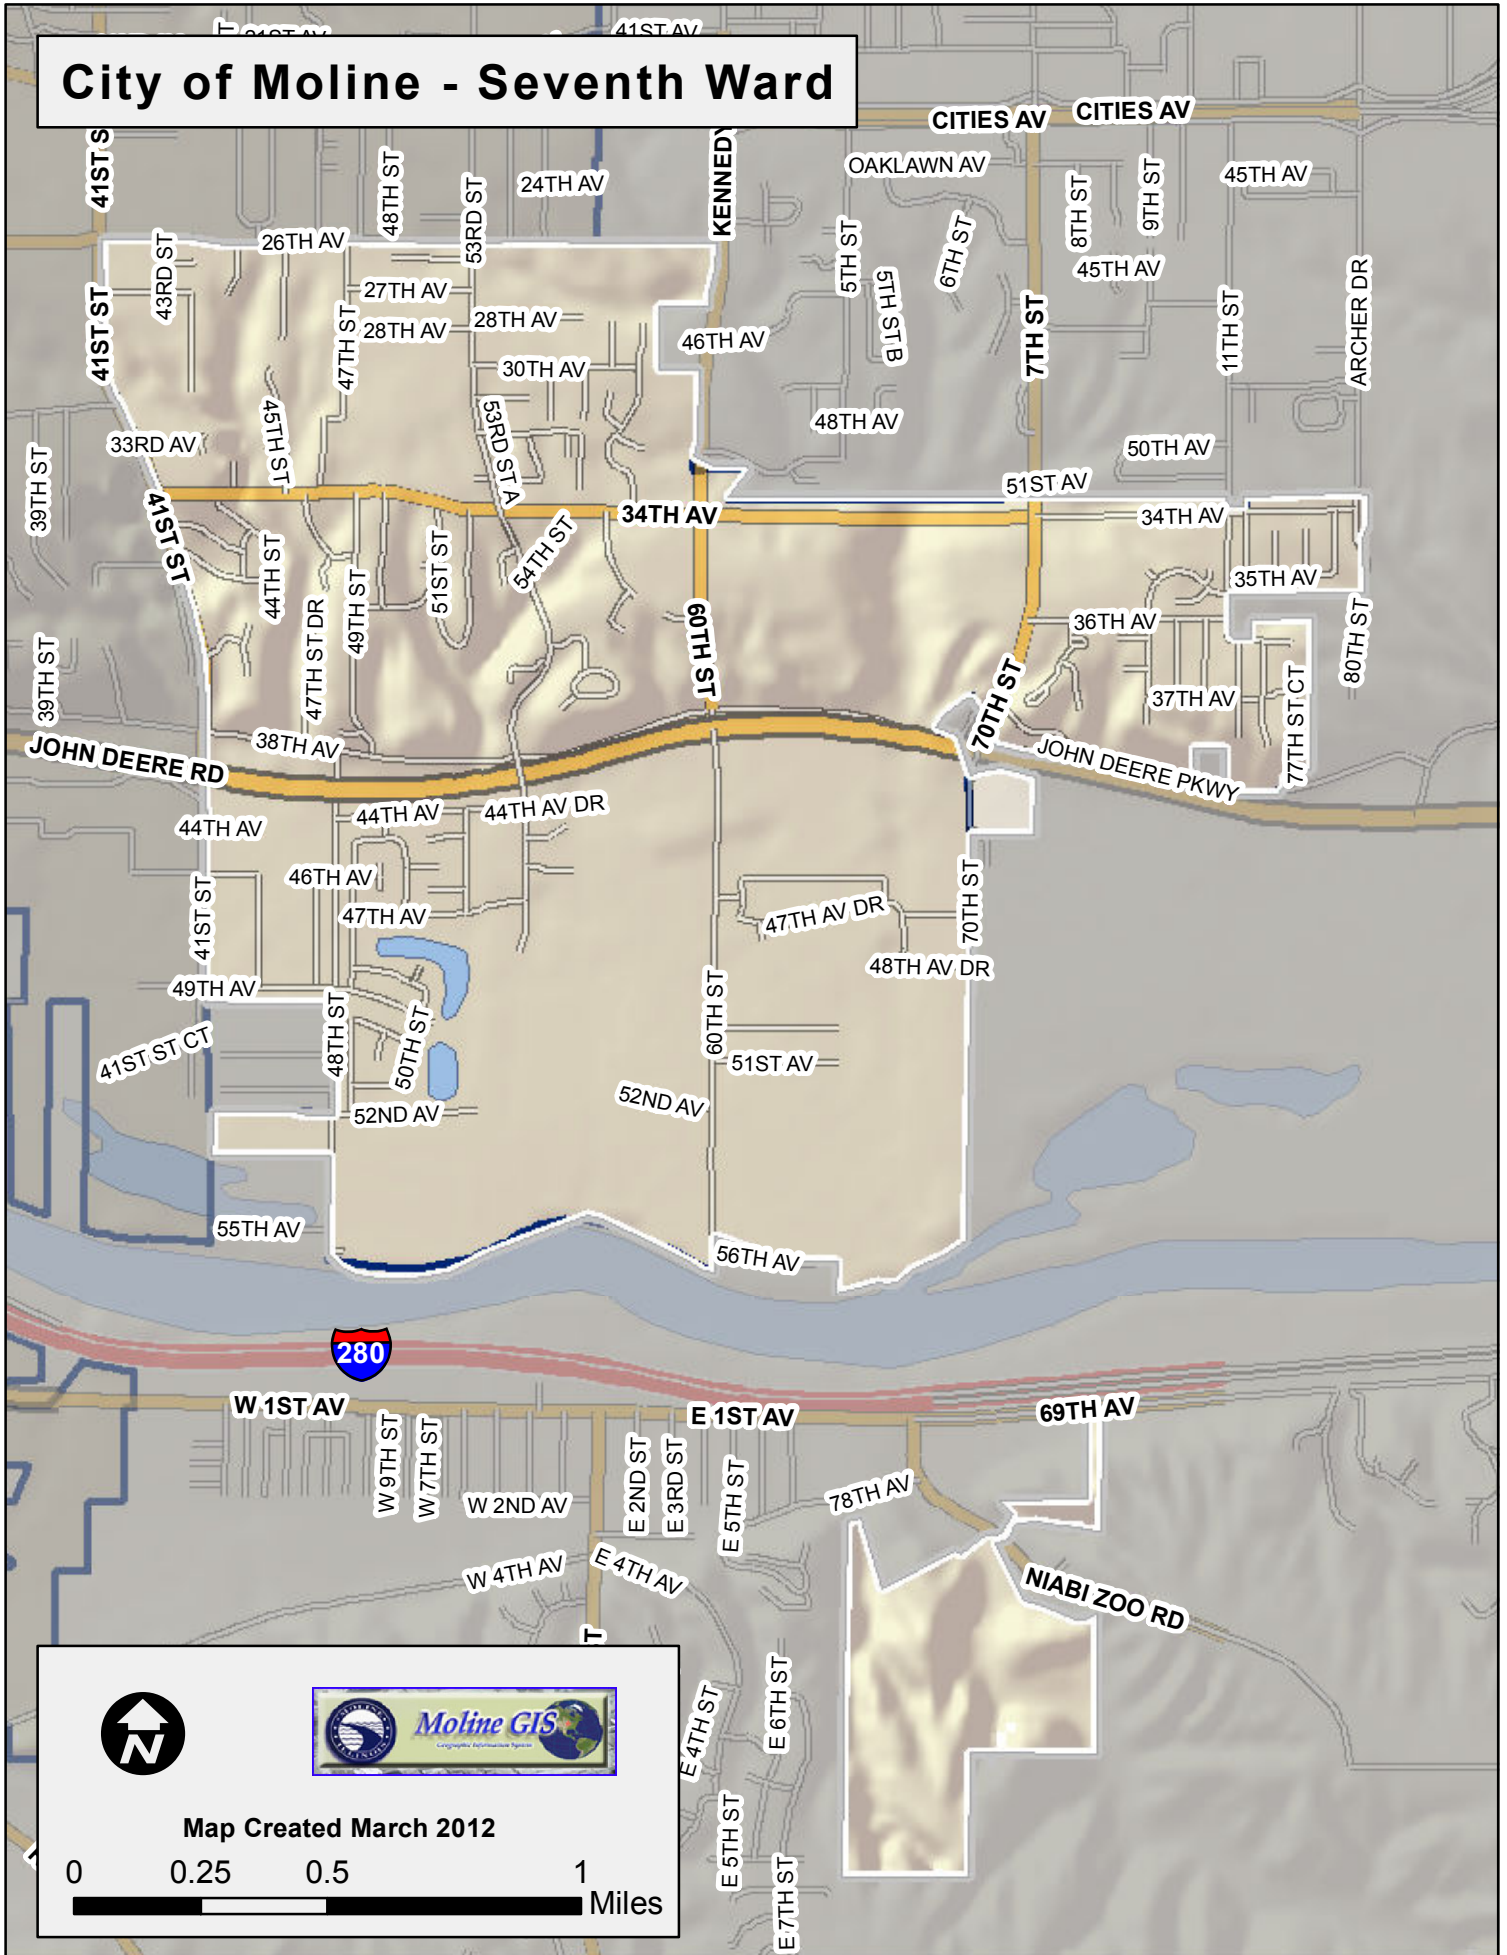 41ST AV
City of Moline - Seventh Ward
CITIES AV
CITIES AV
41ST S
KENNEDY
48TH ST
53RD ST
24TH AV
OAKLAWN AV
8TH ST
9TH ST
45TH AV
26TH AV
43RD ST
5TH ST
6TH ST
45TH AV
27TH AV
5TH ST B
7TH ST
11TH ST
ARCHER DR
41ST ST
47TH ST
28TH AV
28TH AV
46TH AV
30TH AV
45TH ST
53RD ST A
48TH AV
33RD AV
50TH AV
39TH ST
51ST AV
41ST ST
34TH AV
34TH AV
44TH ST
51ST ST
54TH ST
35TH AV
49TH ST
47TH ST DR
60TH ST
36TH AV
80TH ST
39TH ST
70TH ST
37TH AV
77TH ST CT
38TH AV
JOHN DEERE RD
JOHN DEERE PKWY
44TH AV
44TH AV
44TH AV DR
46TH AV
41ST ST
47TH AV
47TH AV DR
70TH ST
48TH AV DR
49TH AV
60TH ST
48TH ST
50TH ST
41ST ST CT
51ST AV
52ND AV
52ND AV
55TH AV
56TH AV
280
W 1ST AV
E 1ST AV
69TH AV
W 9TH ST
W 7TH ST
E 2ND ST
E 3RD ST
E 5TH ST
78TH AV
W 2ND AV
W 4TH AV
E 4TH AV
NIABI ZOO RD
E 4TH ST
E 6TH ST
E 5TH ST
E 7TH ST
N
Moline GIS
Geographic Information System
Map Created March 2012
0 0.25 0.5 1
Miles